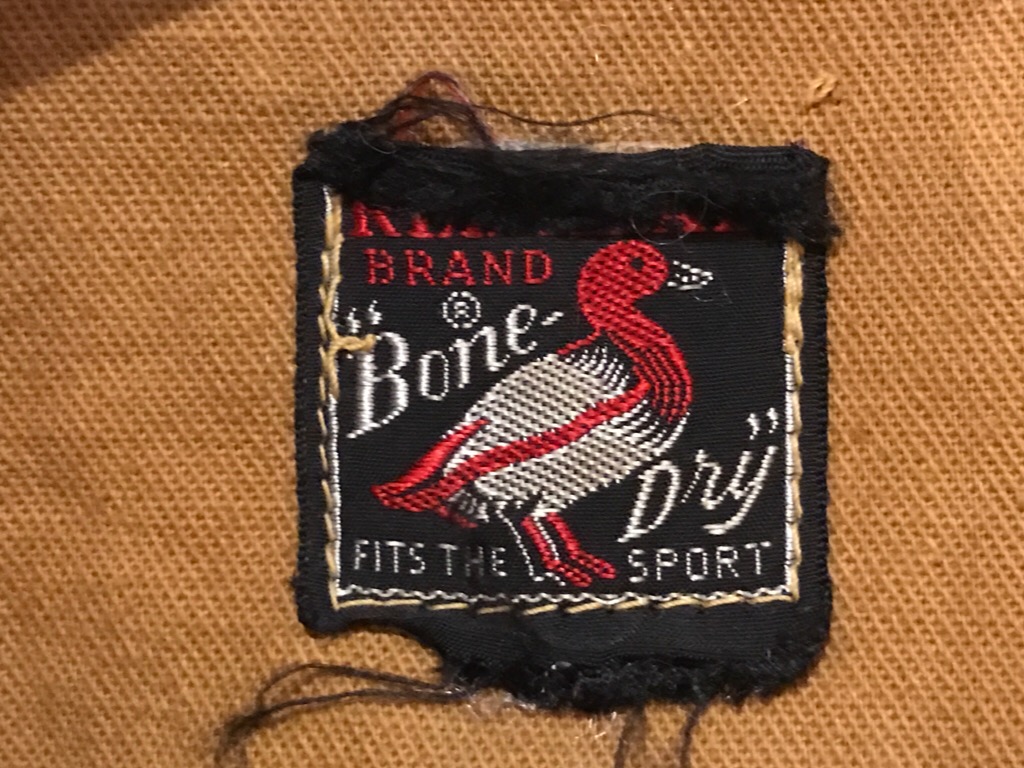 BRAND
"Bone- ®
Dry"
FITS THE SPORT